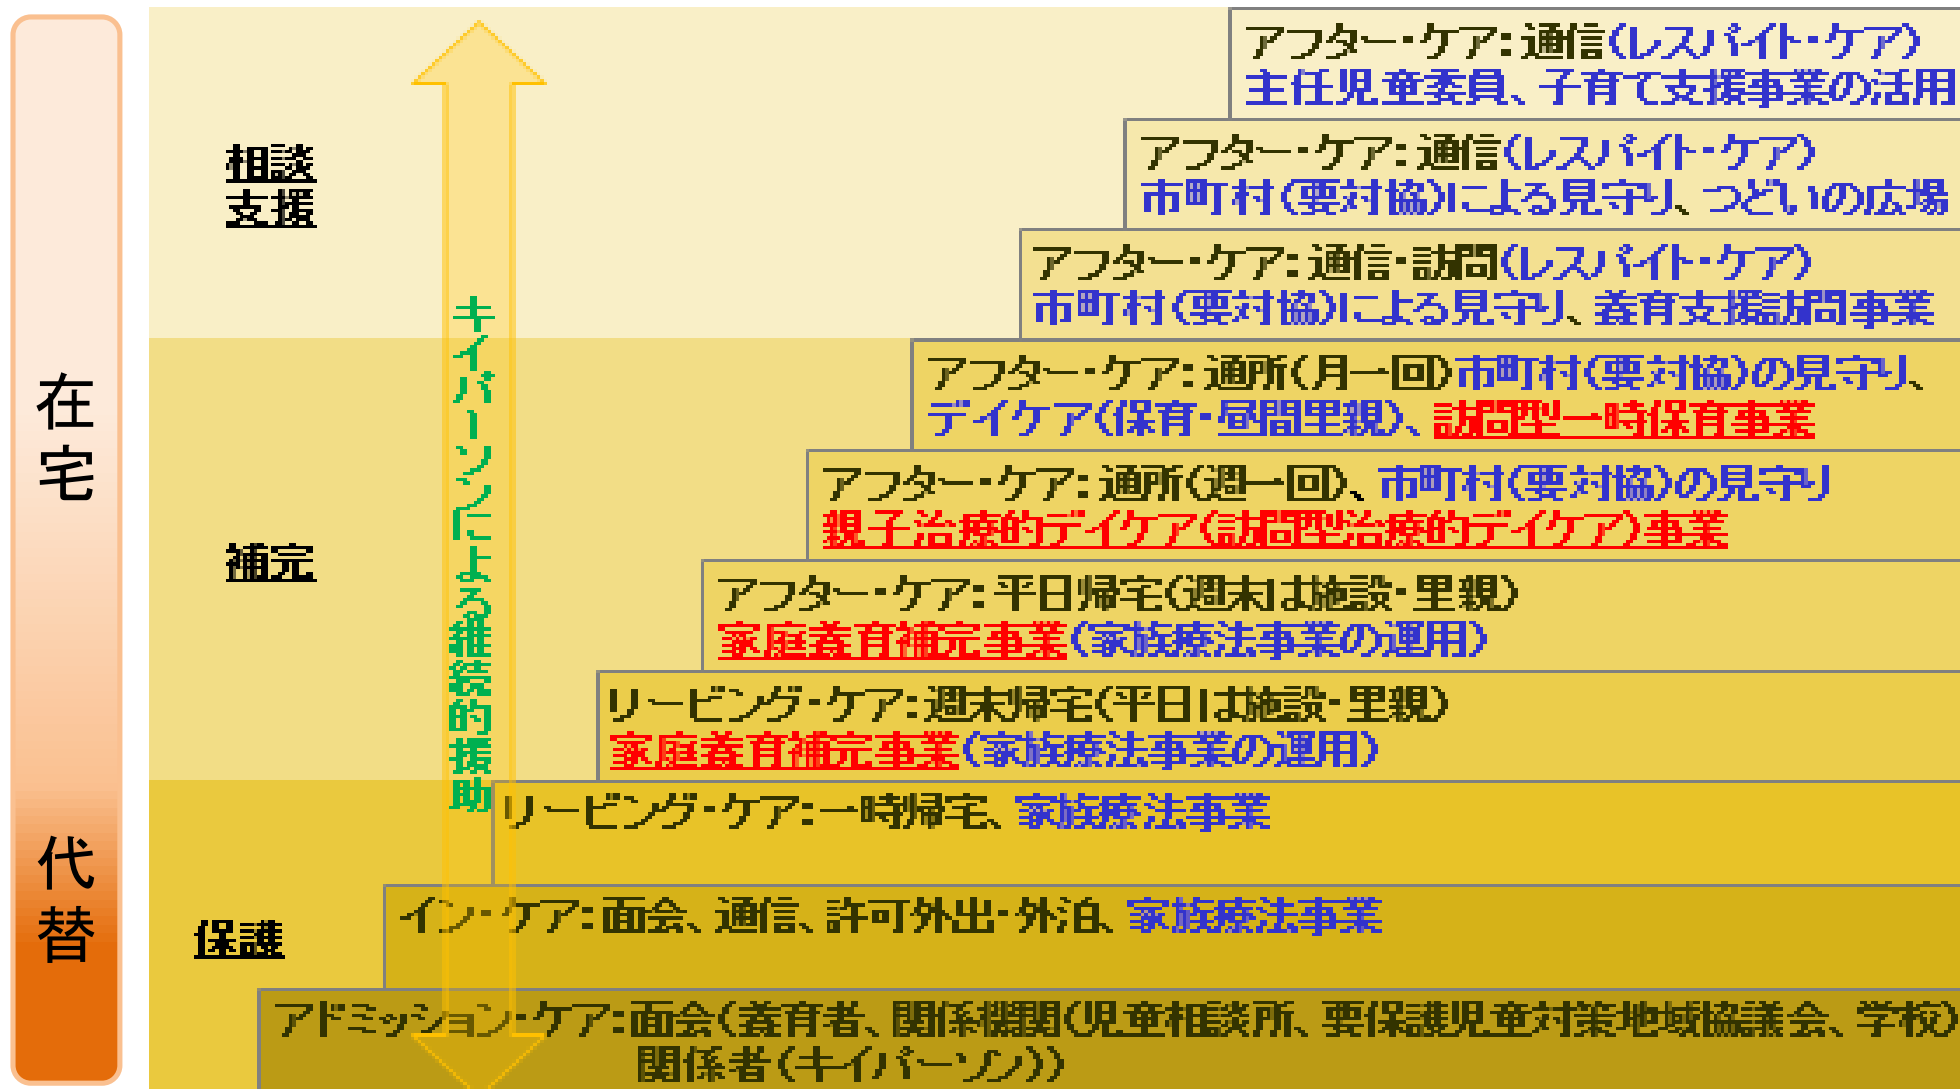 アフター・ケア：通信(レスパイト・ケア)
主任児童委員、子育て支援事業の活用
アフター・ケア：通信(レスパイト・ケア)
市町村(要対協)による見守り、つどいの広場
アフター・ケア：通信・訪問(レスパイト・ケア)
市町村(要対協)による見守り、養育支援訪問事業
アフター・ケア：通所(月一回)市町村(要対協)の見守り、
デイケア(保育・昼間里親)、訪問型一時保育事業
アフター・ケア：通所(週一回)、市町村(要対協)の見守り
親子治療的デイケア(訪問型治療的デイケア)事業
アフター・ケア：平日帰宅(週末は施設・里親)
家庭養育補完事業(家族療法事業の運用)
リービング・ケア：週末帰宅(平日は施設・里親)
家庭養育補完事業(家族療法事業の運用)
リービング・ケア：一時帰宅、家族療法事業
イン・ケア：面会、通信、許可外出・外泊、家族療法事業
アドミッション・ケア：面会(養育者、関係機関(児童相談所、要保護児童対策地域協議会、学校)
関係者(キイパーソン))
相談
支援
補完
保護
キイパーソンによる継続的援助
在宅
代替